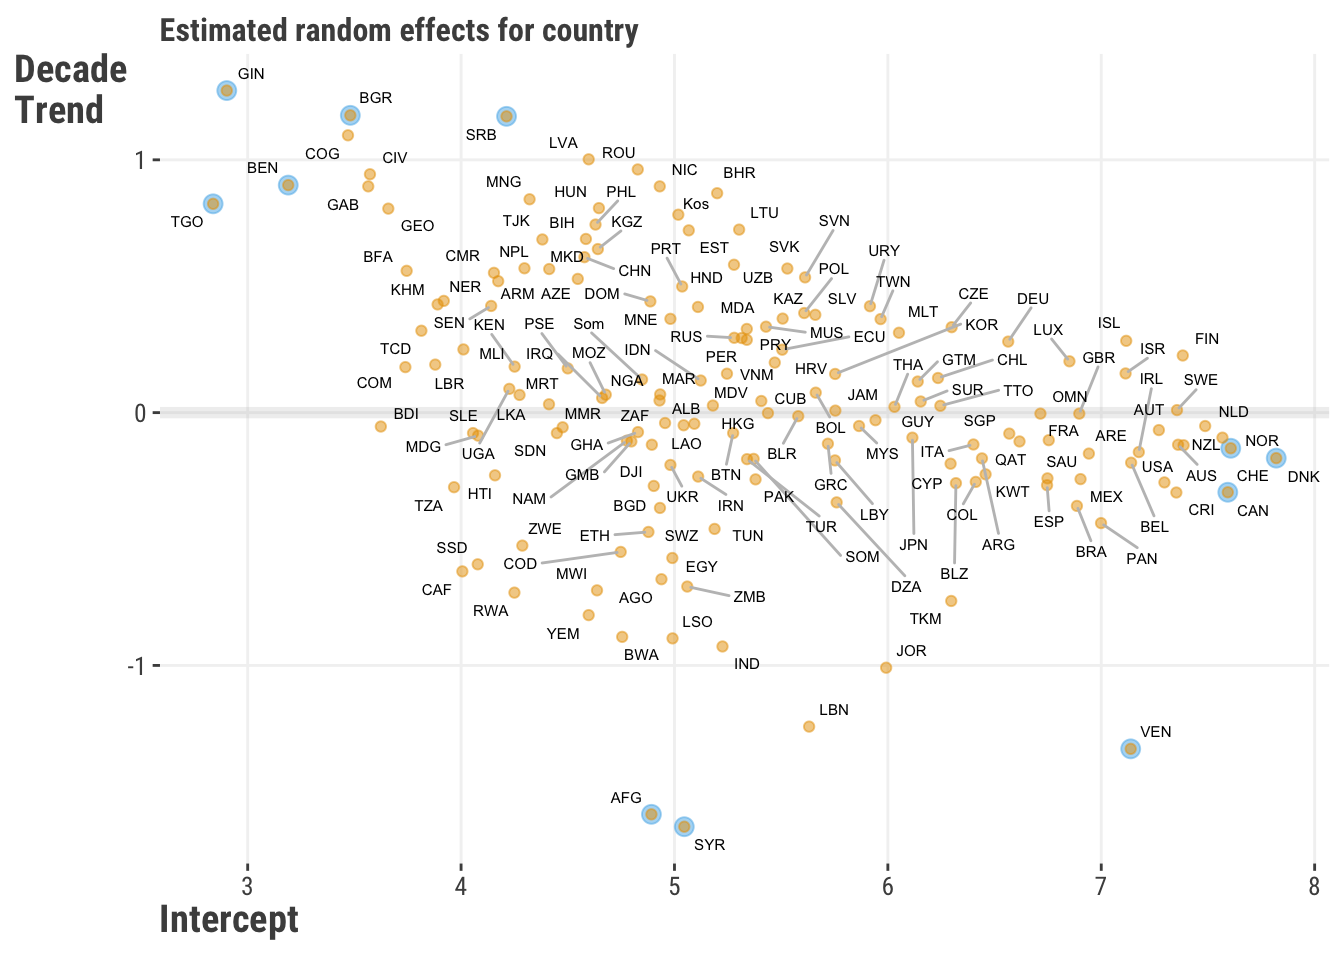 Estimated random effects for country
Decade
Trend
GIN
BGR
SRB
COG
CIV
BEN
LVA
ROU
NIC
BHR
GAB
TGO
GEO
MNG
HUN
PHL
Kos
LTU
TJK
BIH
KGZ
SVN
BFA
CMR
NPL
MKD
CHN
PRT
EST
SVK
URY
KHM
NER
ARM
AZE
DOM
HND
UZB
POL
TWN
KAZ
SLV
MLT
CZE
DEU
SEN
KEN
PSE
Som
MNE
MDA
MUS
ECU
KOR
LUX
ISL
FIN
RUS
PRY
TCD
MLI
IRQ
MOZ
IDN
PER
HRV
THA
GTM
CHL
GBR
ISR
IRL
SWE
COM
LBR
MRT
NGA
MAR
VNM
MDV
CUB
JAM
SUR
TTO
OMN
AUT
NLD
BDI
SLE
LKA
MMR
ZAF
ALB
HKG
BOL
GUY
SGP
FRA
ARE
NZL
NOR
MDG
UGA
SDN
GHA
LAO
BLR
MYS
ITA
QAT
SAU
USA
AUS
CHE
DNK
GMB
DJI
BTN
GRC
CYP
KWT
TZA
HTI
NAM
BGD
UKR
IRN
PAK
LBY
COL
ESP
MEX
BEL
CRI
CAN
ZWE
ETH
SWZ
TUN
TUR
JPN
ARG
BRA
PAN
SSD
COD
SOM
CAF
MWI
EGY
BLZ
DZA
RWA
AGO
ZMB
TKM
YEM
LSO
BWA
IND
JOR
LBN
VEN
AFG
SYR
1
0
-1
3
4
5
6
7
8
Intercept